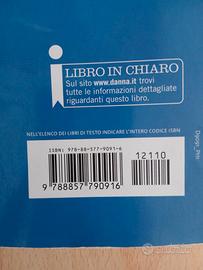 LIBRO IN CHIARO
Sul sito www.danna.it trovi
tutte le informazioni dettagliate
riguardanti questo libro.
NELL'ELENCO DEI LIBRI DI TESTO INDICARE L'INTERO CODICE ISBN
ISBN: 978-88-577-9091-6
12110
9 788857 790916
subito